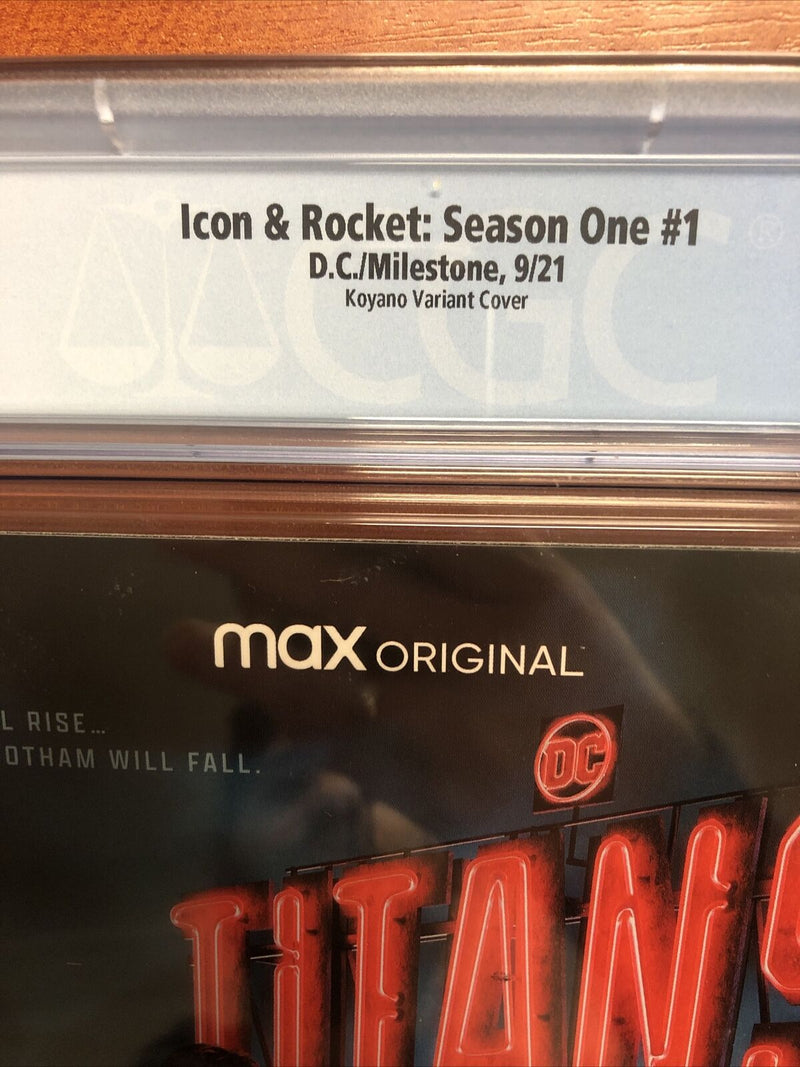 Icon & Rocket: Season One #1
D.C./Milestone, 9/21
Koyano Variant Cover
CGC®
max ORIGINAL
L RISE...
OTHAM WILL FALL.
DC
TITANS